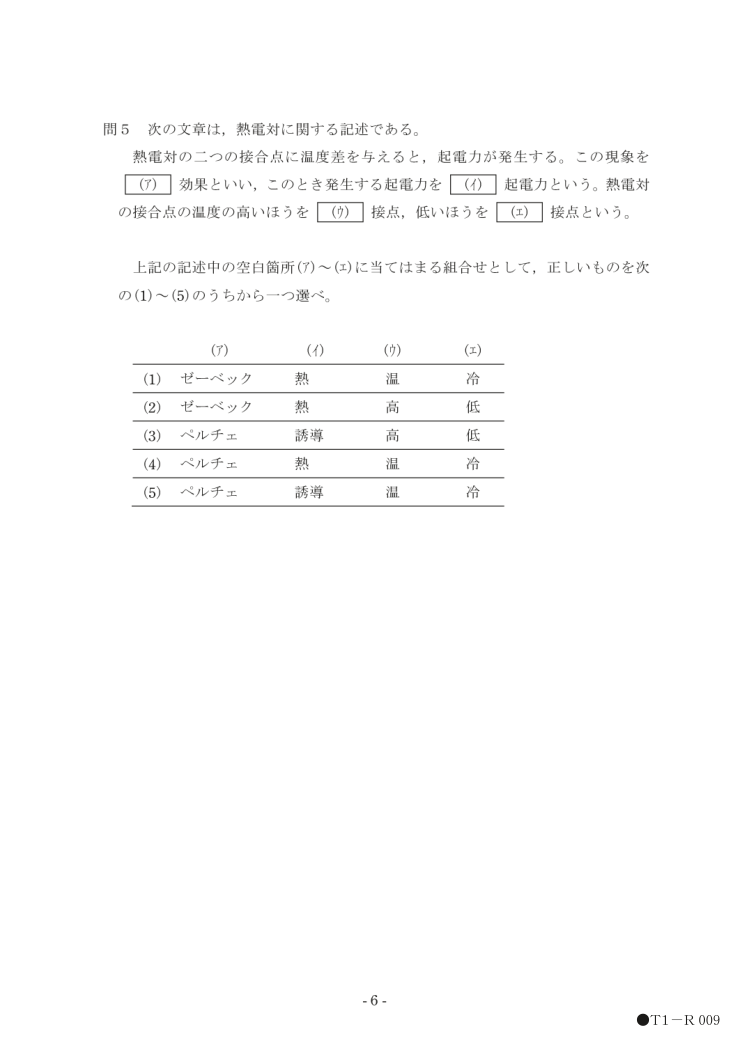 問５　次の文章は，熱電対に関する記述である。
熱電対の二つの接合点に温度差を与えると，起電力が発生する。この現象を
(ｱ) 効果といい，このとき発生する起電力を (ｲ) 起電力という。熱電対
の接合点の温度の高いほうを (ｳ) 接点，低いほうを (ｴ) 接点という。
上記の記述中の空白箇所(ｱ)～(ｴ)に当てはまる組合せとして，正しいものを次
の(1)～(5)のうちから一つ選べ。
(ｱ) (ｲ) (ｳ) (ｴ)
(1) ゼーベック 熱 温 冷
(2) ゼーベック 熱 高 低
(3) ペルチェ 誘導 高 低
(4) ペルチェ 熱 温 冷
(5) ペルチェ 誘導 温 冷
- 6 -
●T1－R 009